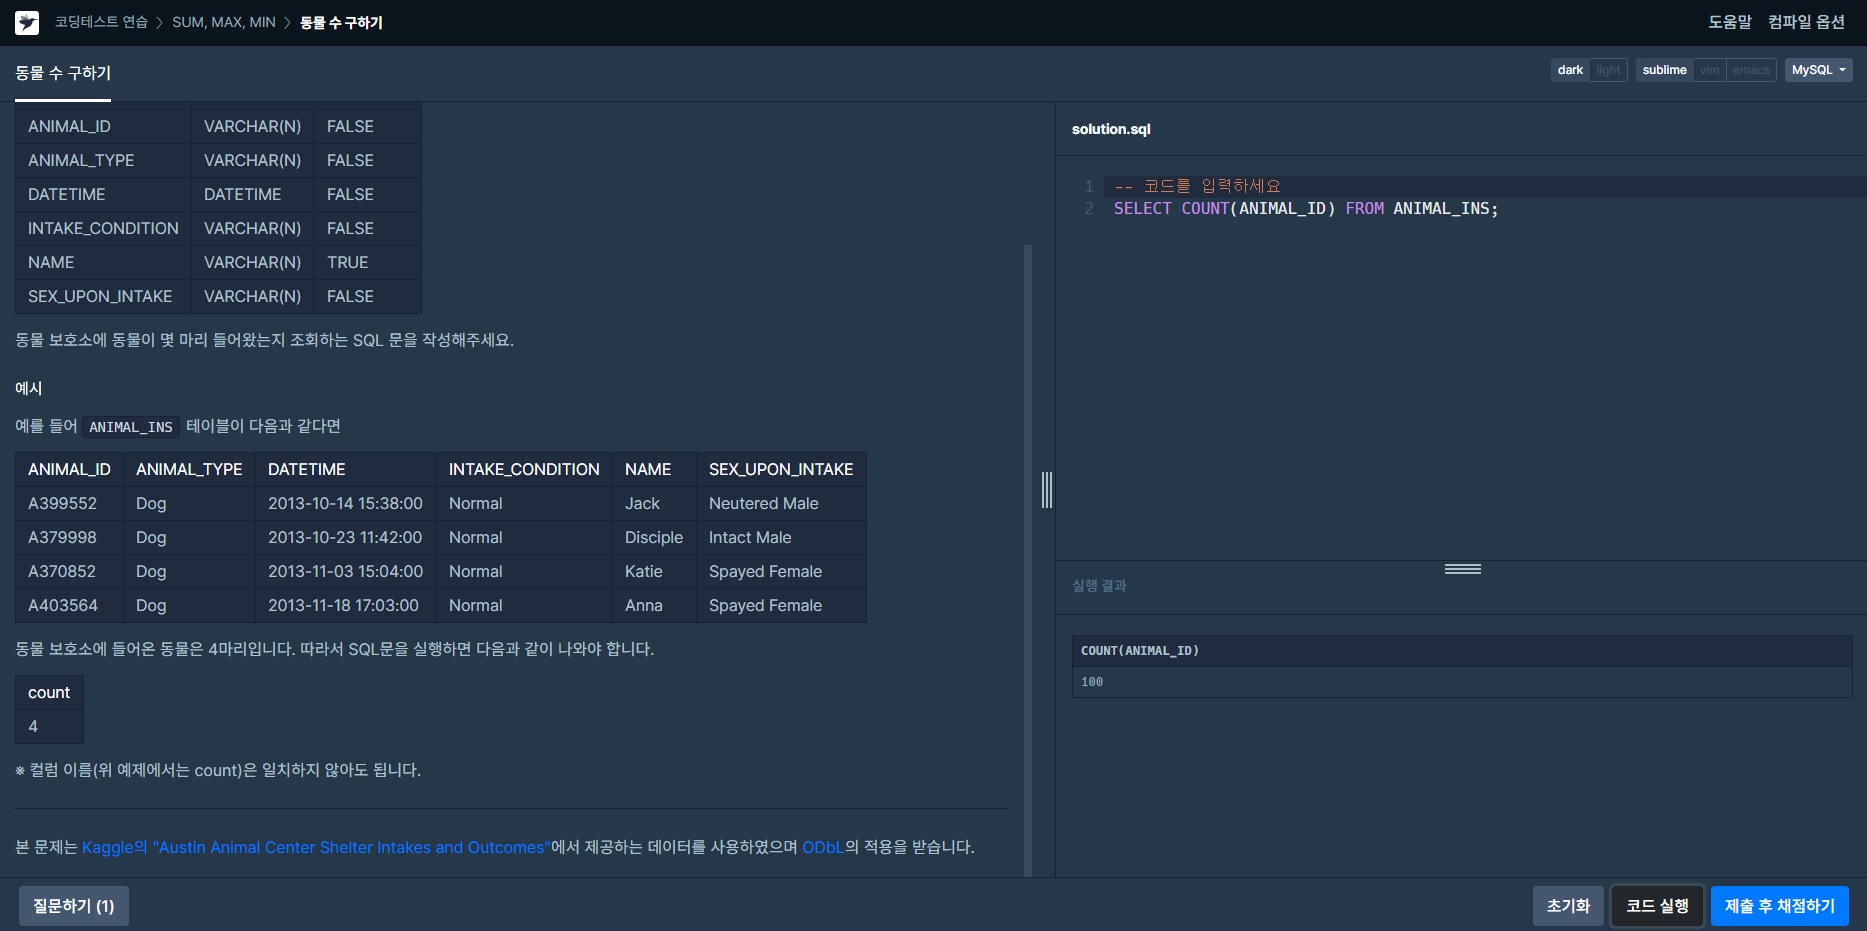 코딩테스트 연습 > SUM, MAX, MIN > 동물 수 구하기
도움말 컴파일 옵션
동물 수 구하기
dark light sublime vim emacs MySQL
ANIMAL_ID VARCHAR(N) FALSE
ANIMAL_TYPE VARCHAR(N) FALSE
DATETIME DATETIME FALSE
INTAKE_CONDITION VARCHAR(N) FALSE
NAME VARCHAR(N) TRUE
SEX_UPON_INTAKE VARCHAR(N) FALSE
동물 보호소에 동물이 몇 마리 들어왔는지 조회하는 SQL 문을 작성해주세요.
예시
예를 들어 ANIMAL_INS 테이블이 다음과 같다면
ANIMAL_ID ANIMAL_TYPE DATETIME INTAKE_CONDITION NAME SEX_UPON_INTAKE
A399552 Dog 2013-10-14 15:38:00 Normal Jack Neutered Male
A379998 Dog 2013-10-23 11:42:00 Normal Disciple Intact Male
A370852 Dog 2013-11-03 15:04:00 Normal Katie Spayed Female
A403564 Dog 2013-11-18 17:03:00 Normal Anna Spayed Female
동물 보호소에 들어온 동물은 4마리입니다. 따라서 SQL문을 실행하면 다음과 같이 나와야 합니다.
count
4
※ 컬럼 이름(위 예제에서는 count)은 일치하지 않아도 됩니다.
본 문제는 Kaggle의 "Austin Animal Center Shelter Intakes and Outcomes"에서 제공하는 데이터를 사용하였으며 ODbL의 적용을 받습니다.
solution.sql
1 -- 코드를 입력하세요
2 SELECT COUNT(ANIMAL_ID) FROM ANIMAL_INS;
실행 결과
COUNT(ANIMAL_ID)
100
질문하기 (1)
초기화 코드 실행 제출 후 채점하기